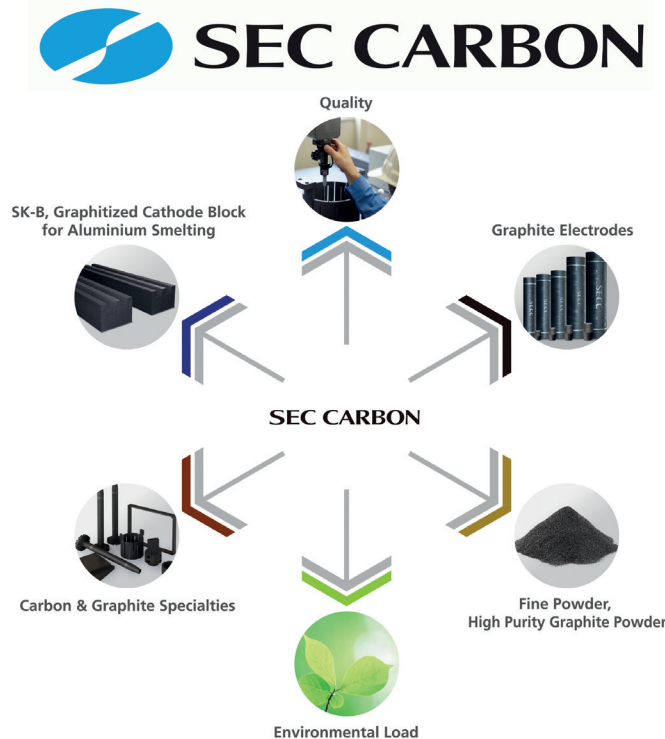 SEC CARBON
Quality
SK-B, Graphitized Cathode Block
for Aluminium Smelting
Graphite Electrodes
SEC CARBON
Carbon & Graphite Specialties
Fine Powder,
High Purity Graphite Powder
Environmental Load